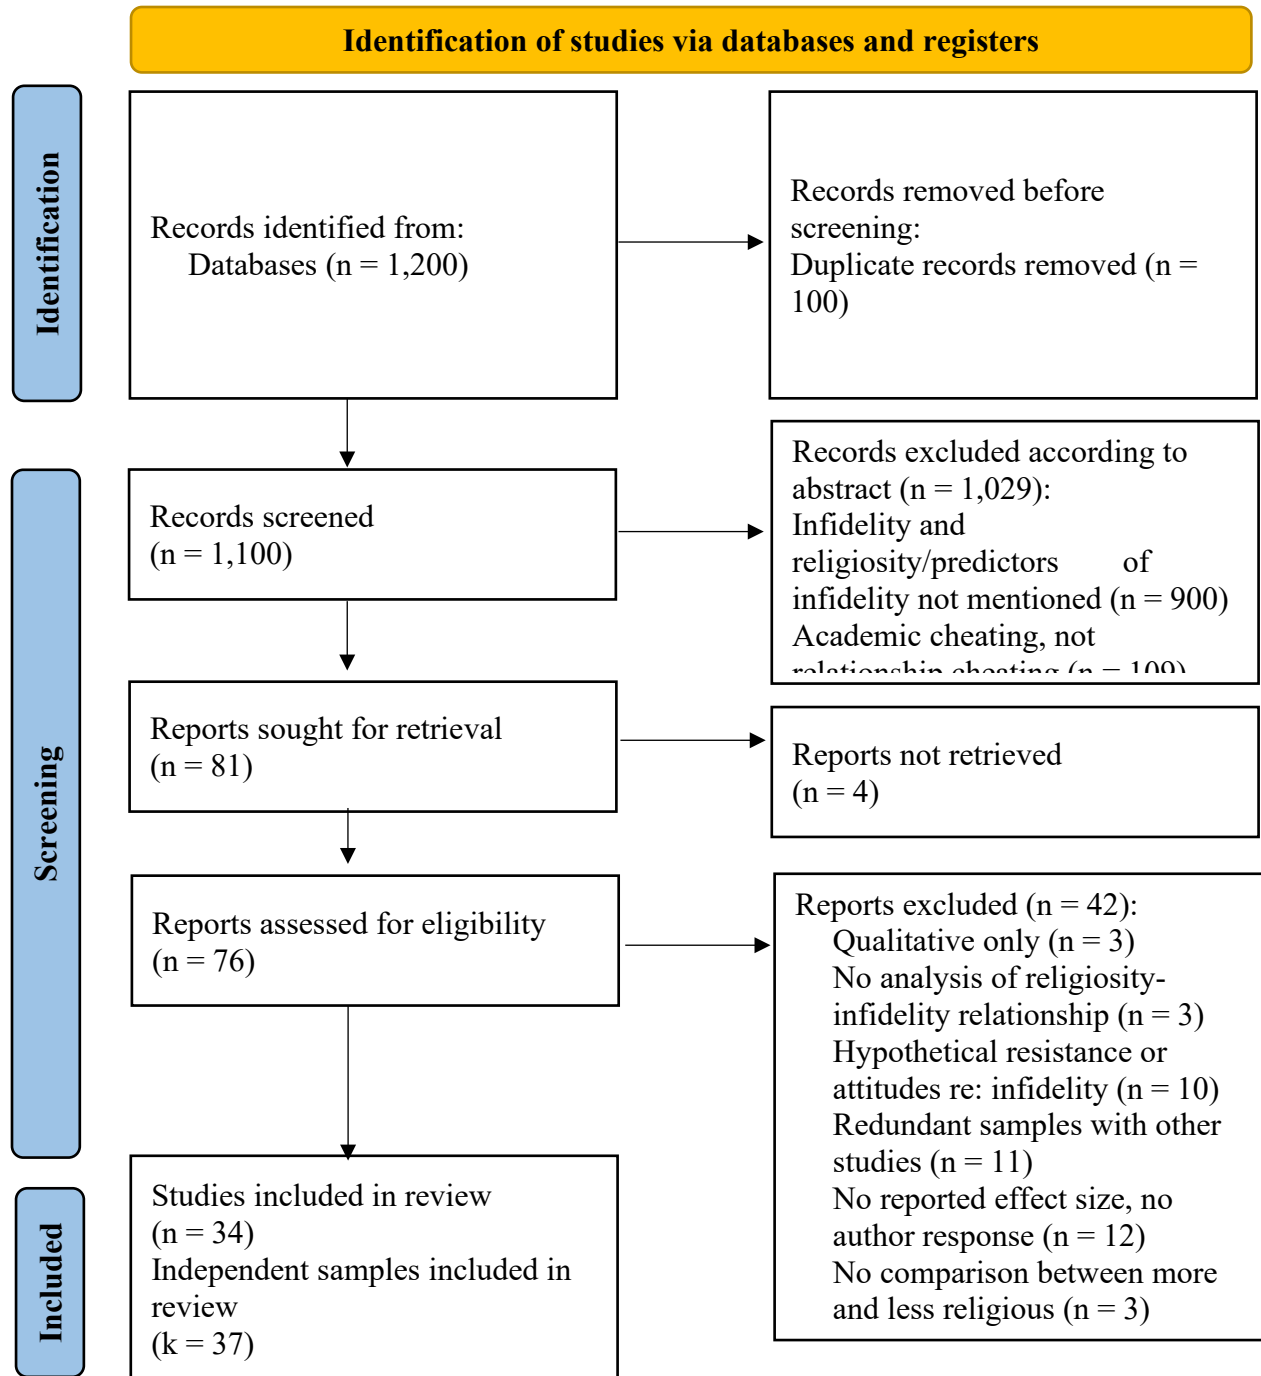 Identification of studies via databases and registers
Identification
Records identified from:
Databases (n = 1,200)
Records removed before
screening:
Duplicate records removed (n =
100)
Screening
Records screened
(n = 1,100)
Records excluded according to
abstract (n = 1,029):
Infidelity and
religiosity/predictors of
infidelity not mentioned (n = 900)
Academic cheating, not
relationship cheating (n = 109)
Reports sought for retrieval
(n = 81)
Reports not retrieved
(n = 4)
Reports assessed for eligibility
(n = 76)
Reports excluded (n = 42):
Qualitative only (n = 3)
No analysis of religiosity-
infidelity relationship (n = 3)
Hypothetical resistance or
attitudes re: infidelity (n = 10)
Redundant samples with other
studies (n = 11)
No reported effect size, no
author response (n = 12)
No comparison between more
and less religious (n = 3)
Included
Studies included in review
(n = 34)
Independent samples included in
review
(k = 37)